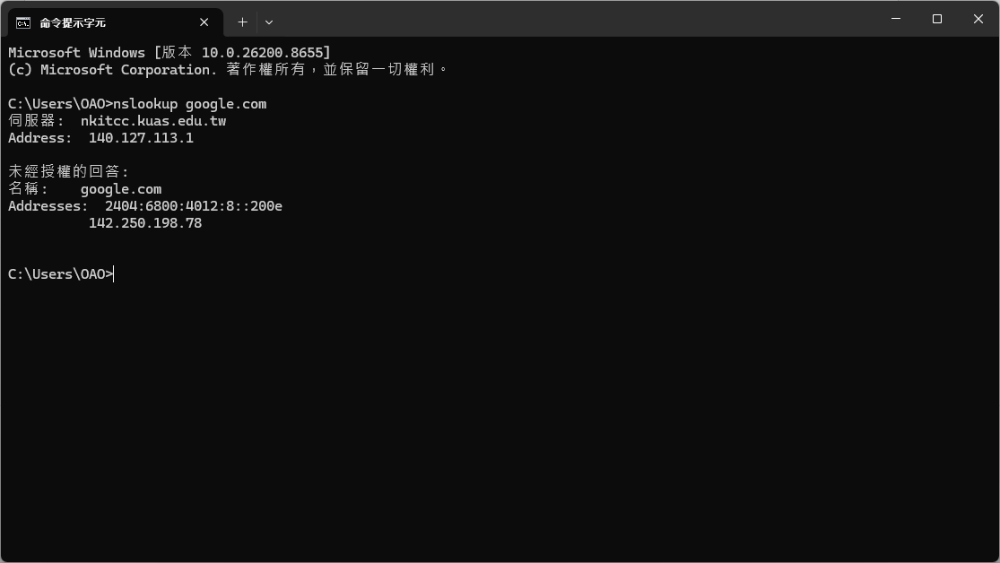 命令提示字元
Microsoft Windows [版本 10.0.26200.8655]
(c) Microsoft Corporation. 著作權所有，並保留一切權利。
C:\Users\OAO>nslookup google.com
伺服器:  nkitcc.kuas.edu.tw
Address:  140.127.113.1
未經授權的回答:
名稱:    google.com
Addresses:  2404:6800:4012:8::200e
          142.250.198.78
C:\Users\OAO>